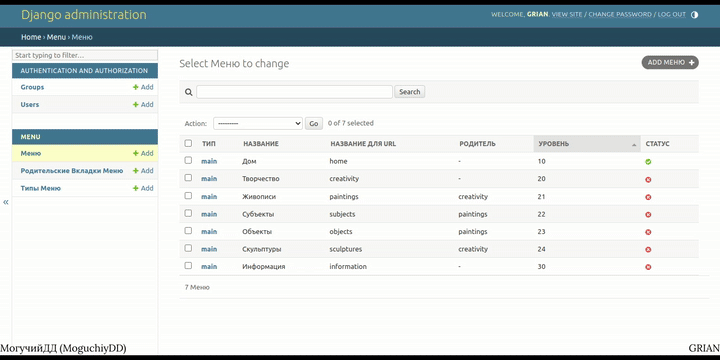 Django administration
WELCOME, GRIAN. VIEW SITE / CHANGE PASSWORD / LOG OUT
Home › Menu › Меню
Start typing to filter...
AUTHENTICATION AND AUTHORIZATION
Groups + Add
Users + Add
MENU
Меню + Add
Родительские Вкладки Меню + Add
Типы Меню + Add
«
Select Меню to change
ADD МЕНЮ +
Search
Action: --------- Go 0 of 7 selected
ТИП НАЗВАНИЕ НАЗВАНИЕ ДЛЯ URL РОДИТЕЛЬ УРОВЕНЬ СТАТУС
main Дом home - 10
main Творчество creativity - 20
main Живописи paintings creativity 21
main Субъекты subjects paintings 22
main Объекты objects paintings 23
main Скульптуры sculptures creativity 24
main Информация information - 30
7 Меню
МогучийДД (MoguchiyDD)
GRIAN